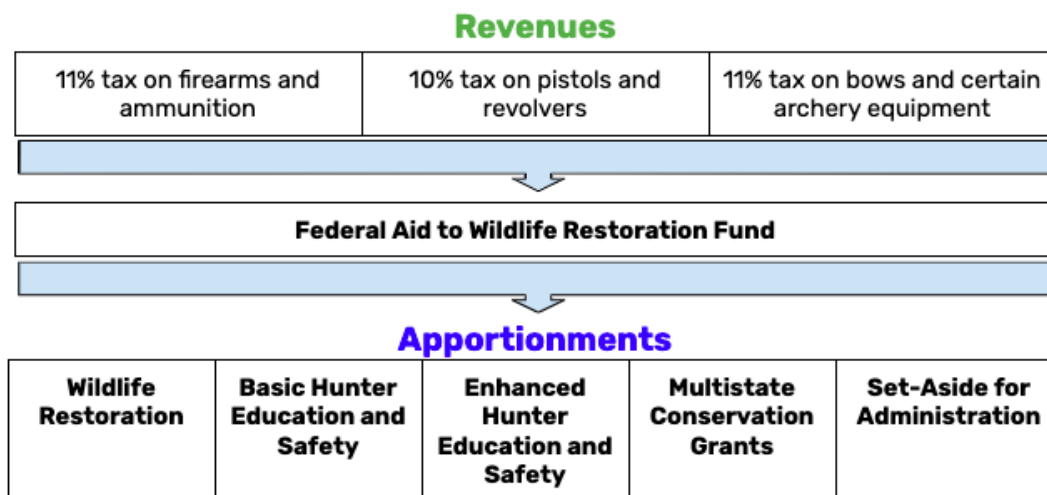 Revenues
11% tax on firearms and
ammunition
10% tax on pistols and
revolvers
11% tax on bows and certain
archery equipment
Federal Aid to Wildlife Restoration Fund
Apportionments
Wildlife
Restoration
Basic Hunter
Education and
Safety
Enhanced
Hunter
Education and
Safety
Multistate
Conservation
Grants
Set-Aside for
Administration